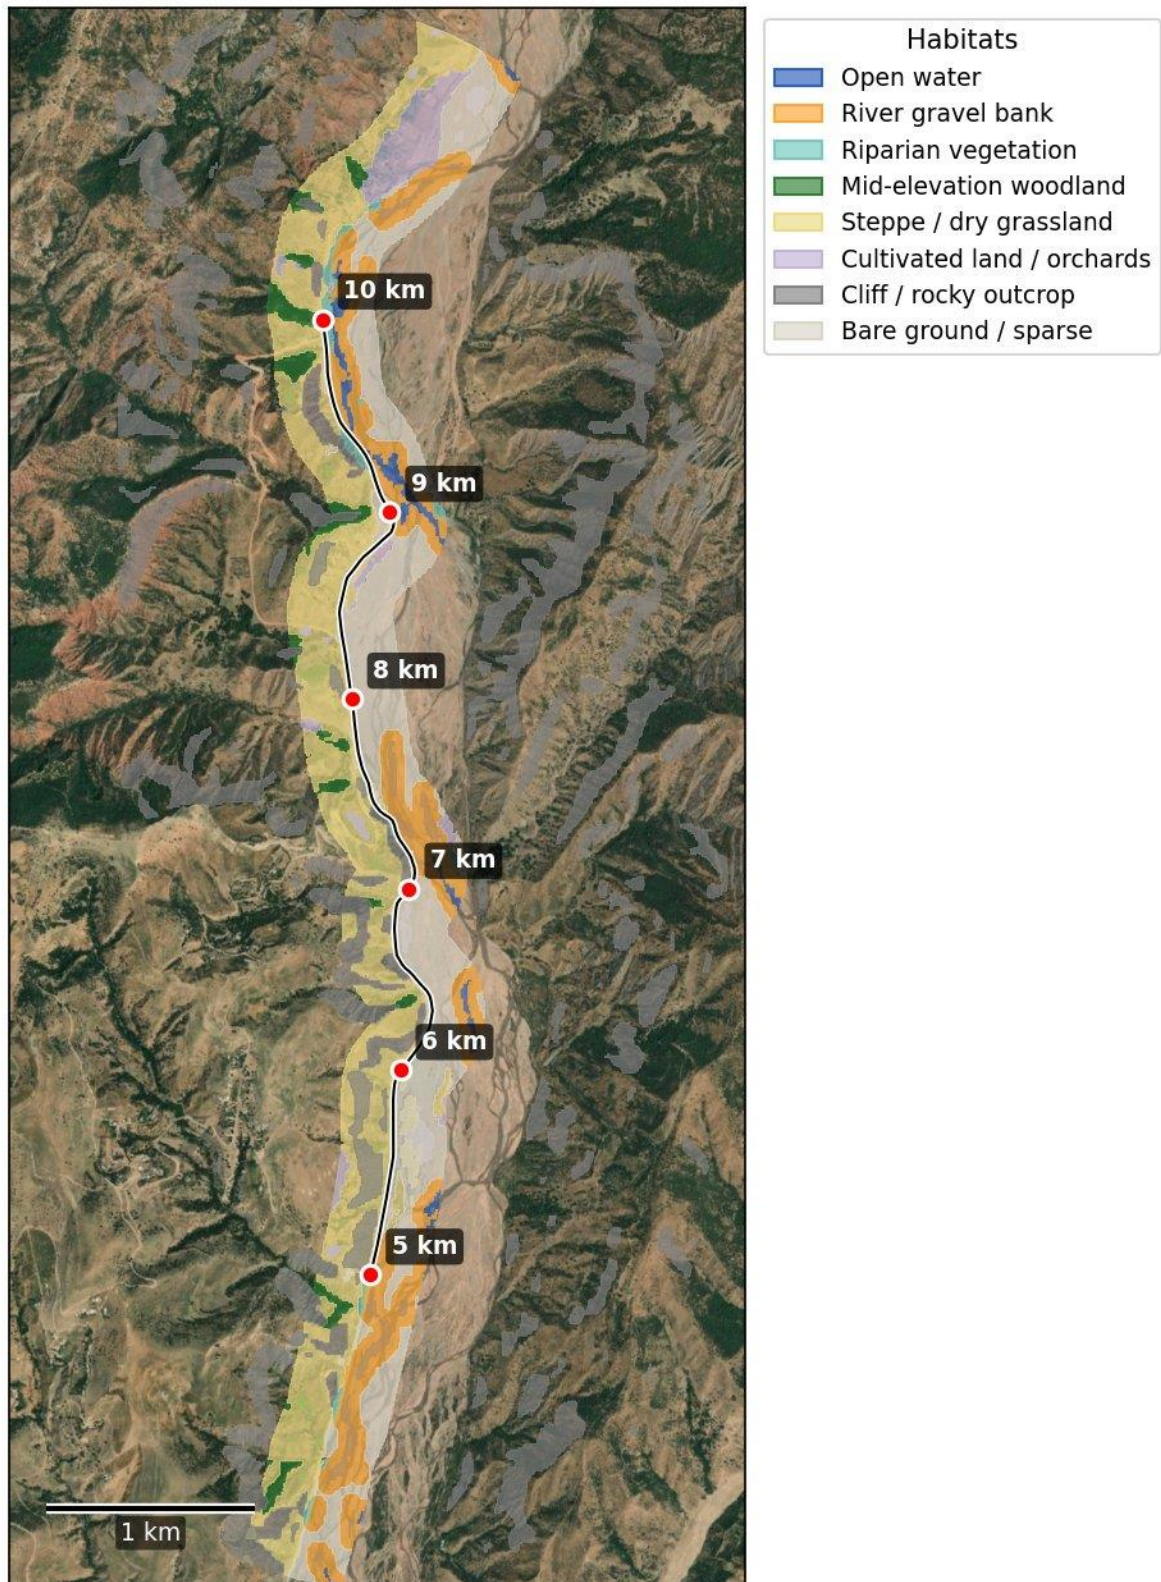 Habitats
Open water
River gravel bank
Riparian vegetation
Mid-elevation woodland
Steppe / dry grassland
Cultivated land / orchards
Cliff / rocky outcrop
Bare ground / sparse
10 km
9 km
8 km
7 km
6 km
5 km
1 km